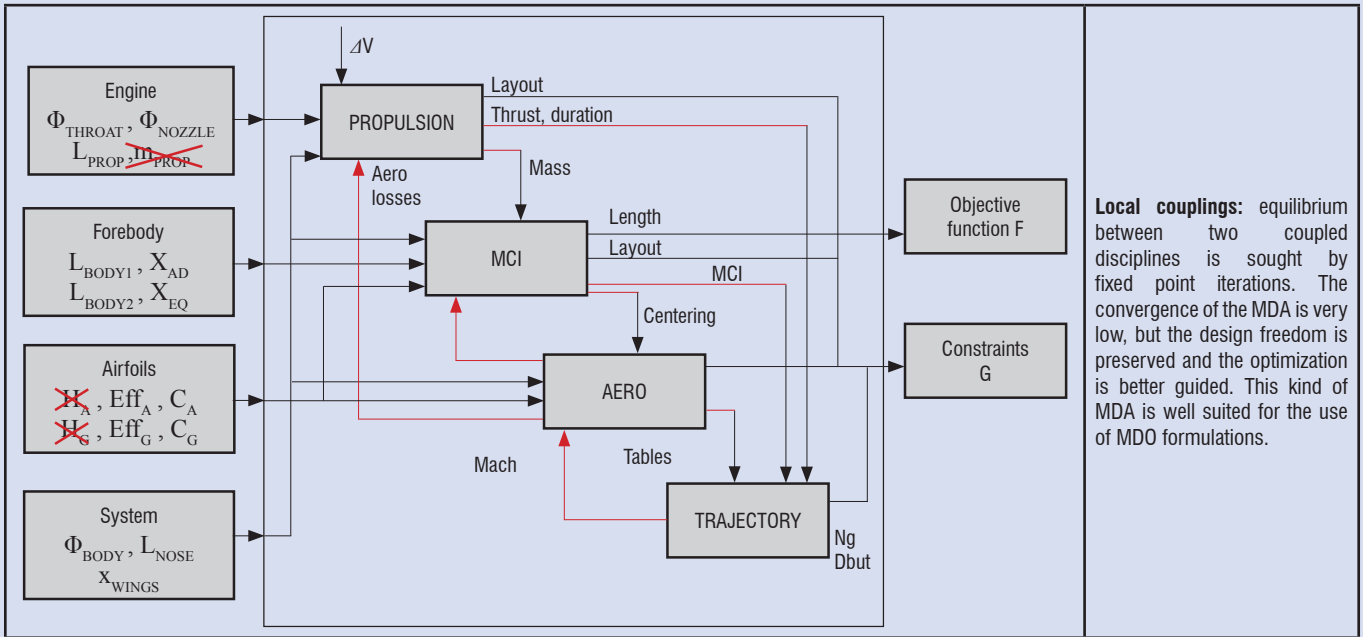 ΔV
Engine
Φ_THROAT , Φ_NOZZLE
L_PROP , m_PROP
PROPULSION
Layout
Thrust, duration
Aero
losses
Mass
Forebody
L_BODY1 , X_AD
L_BODY2 , X_EQ
MCI
Length
Layout
MCI
Centering
Objective
function F
Airfoils
H_A , Eff_A , C_A
H_G , Eff_G , C_G
AERO
Constraints
G
Mach
Tables
System
Φ_BODY , L_NOSE
x_WINGS
TRAJECTORY
Ng
Dbut
Local couplings: equilibrium
between two coupled
disciplines is sought by
fixed point iterations. The
convergence of the MDA is very
low, but the design freedom is
preserved and the optimization
is better guided. This kind of
MDA is well suited for the use
of MDO formulations.